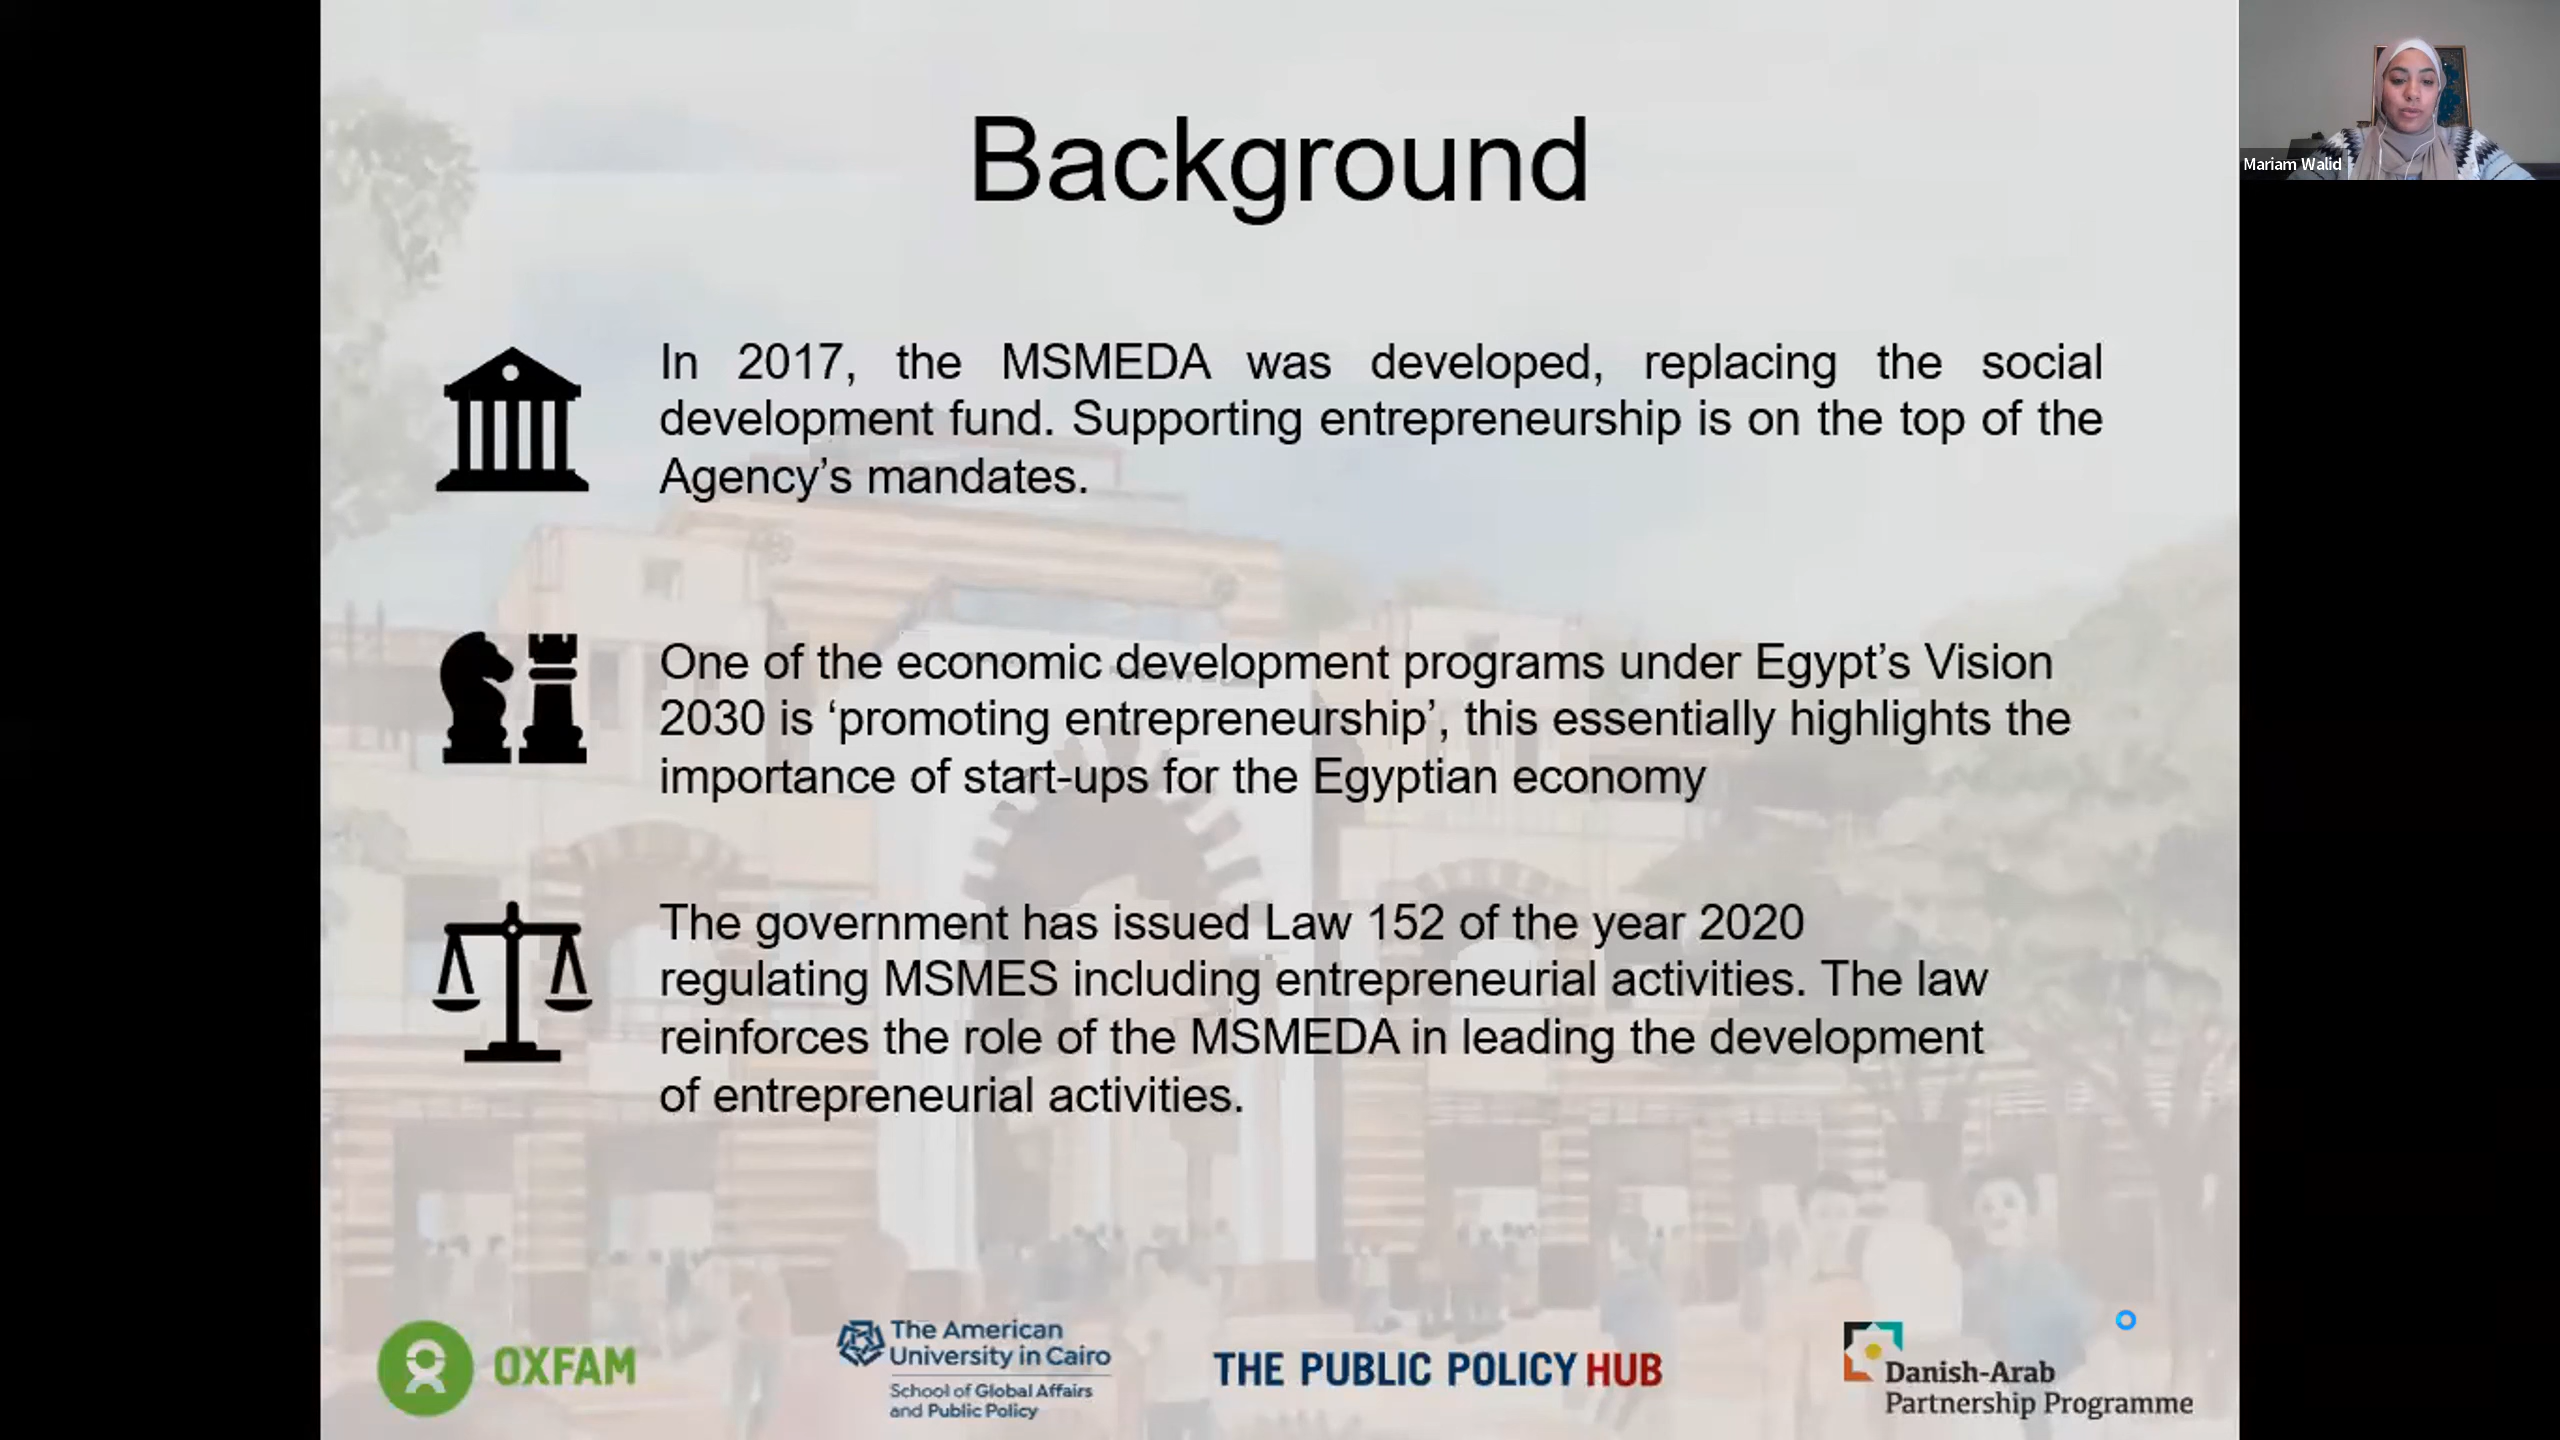 Background
In 2017, the MSMEDA was developed, replacing the social
development fund. Supporting entrepreneurship is on the top of the
Agency’s mandates.
One of the economic development programs under Egypt’s Vision
2030 is ‘promoting entrepreneurship’, this essentially highlights the
importance of start-ups for the Egyptian economy
The government has issued Law 152 of the year 2020
regulating MSMES including entrepreneurial activities. The law
reinforces the role of the MSMEDA in leading the development
of entrepreneurial activities.
OXFAM
The American
University in Cairo
School of Global Affairs
and Public Policy
THE PUBLIC POLICY HUB
Danish-Arab
Partnership Programme
Mariam Walid